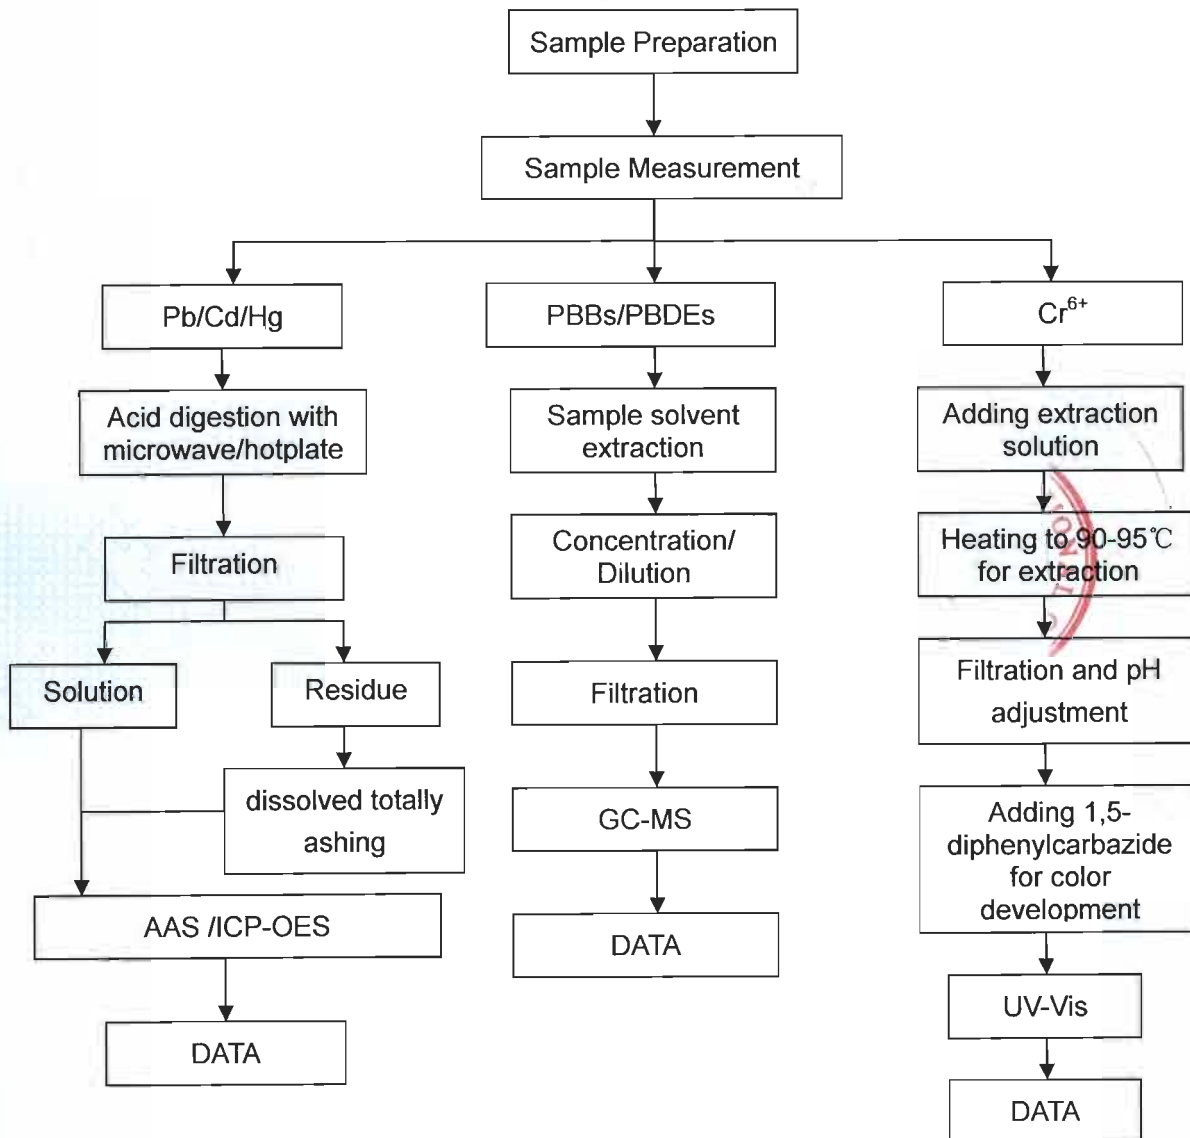 Sample Preparation
Sample Measurement
Pb/Cd/Hg
PBBs/PBDEs
Cr⁶⁺
Acid digestion with
microwave/hotplate
Sample solvent
extraction
Adding extraction
solution
Filtration
Concentration/
Dilution
Heating to 90-95℃
for extraction
Solution
Residue
Filtration
Filtration and pH
adjustment
dissolved totally
ashing
GC-MS
Adding 1,5-
diphenylcarbazide
for color
development
AAS /ICP-OES
DATA
UV-Vis
DATA
DATA